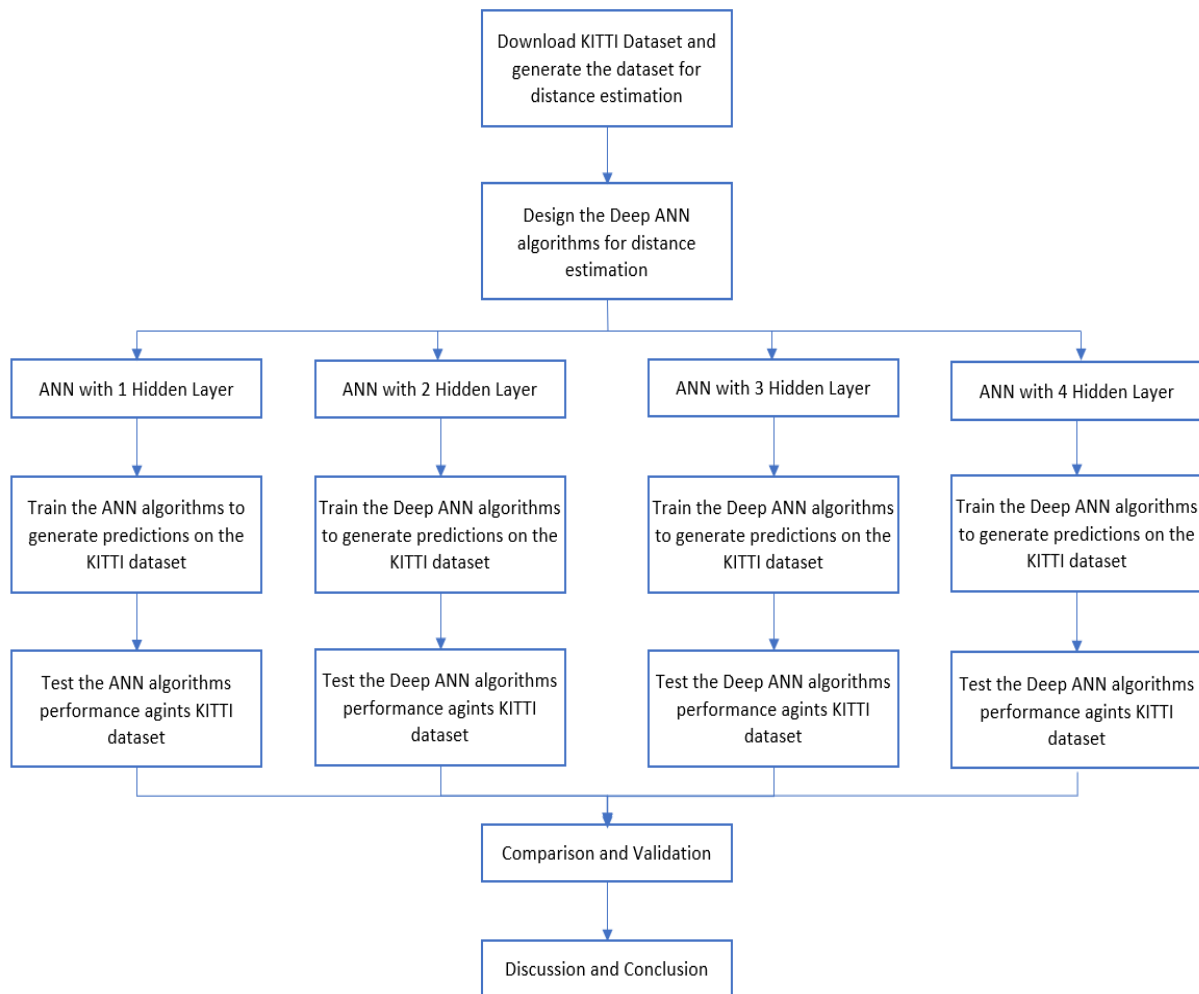 Download KITTI Dataset and
generate the dataset for
distance estimation
Design the Deep ANN
algorithms for distance
estimation
ANN with 1 Hidden Layer
ANN with 2 Hidden Layer
ANN with 3 Hidden Layer
ANN with 4 Hidden Layer
Train the ANN algorithms to
generate predictions on the
KITTI dataset
Train the Deep ANN algorithms
to generate predictions on the
KITTI dataset
Train the Deep ANN algorithms
to generate predictions on the
KITTI dataset
Train the Deep ANN algorithms
to generate predictions on the
KITTI dataset
Test the ANN algorithms
performance agints KITTI
dataset
Test the Deep ANN algorithms
performance agints KITTI
dataset
Test the Deep ANN algorithms
performance agints KITTI
dataset
Test the Deep ANN algorithms
performance agints KITTI
dataset
Comparison and Validation
Discussion and Conclusion